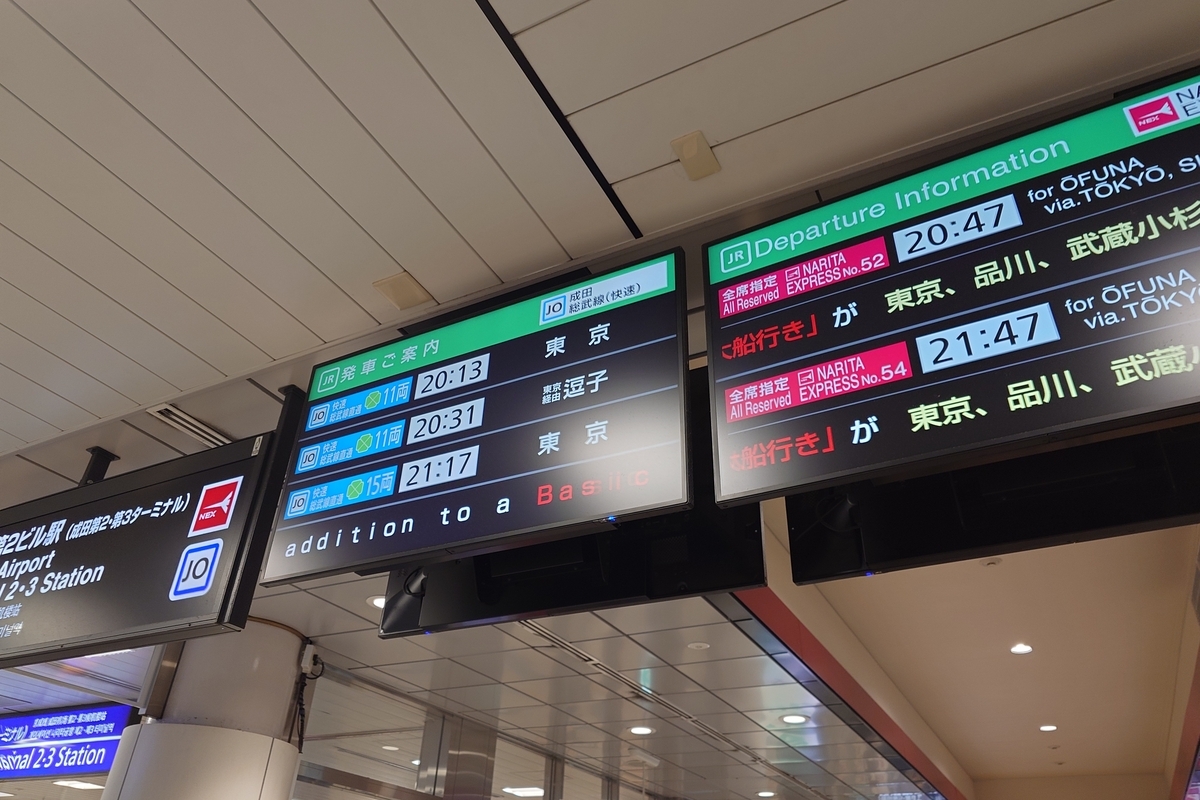 第2ビル駅 (成田第2・第3ターミナル)
Airport
2・3 Station
NEX
JO
mal 2・3 Station
JR 発車ご案内
JO 成田
総武線(快速)
JO 快速
総武線直通 11両 20:13 東京
JO 快速
総武線直通 11両 20:31 東京
経由 逗子
JO 快速
総武線直通 15両 21:17 東京
addition to a Basic
JR Departure Information
NEX
全席指定
All Reserved
NARITA
EXPRESS No.52
20:47
for ŌFUNA
via.TŌKYŌ,
船行き」が 東京、品川、武蔵小杉
全席指定
All Reserved
NARITA
EXPRESS No.54
21:47
for ŌFUNA
via.TŌKYŌ
船行き」が 東京、品川、武蔵